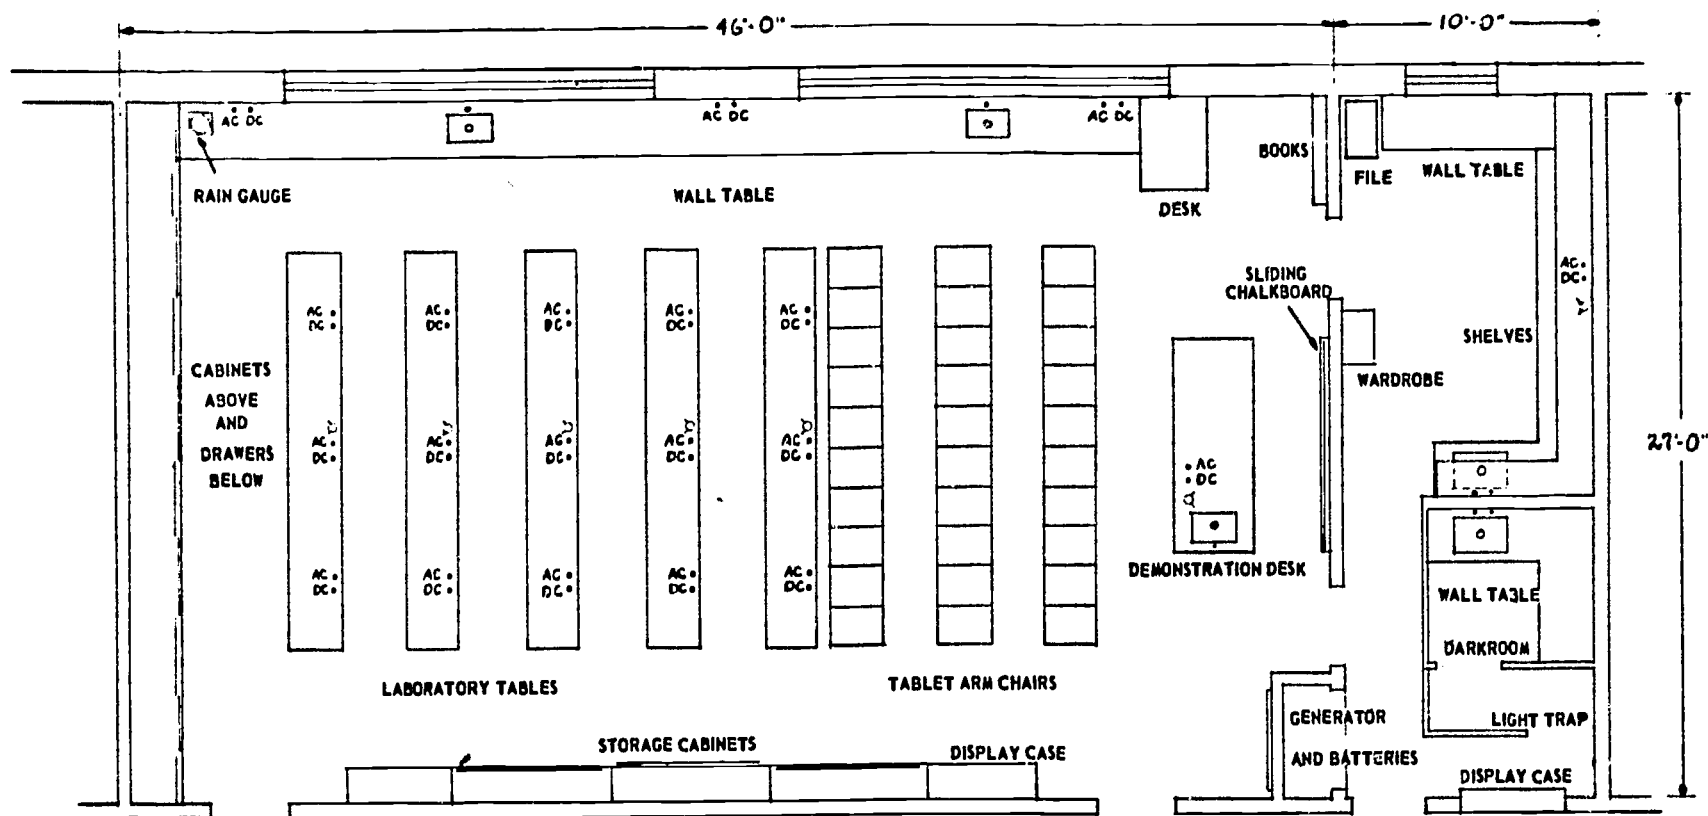 46'-0" 10'-0"
AC DC AC DC AC DC
RAIN GAUGE
WALL TABLE
DESK
BOOKS
FILE
WALL TABLE
27'-0"
CABINETS
ABOVE
AND
DRAWERS
BELOW
AC AC AC AC AC
DC DC DC DC DC
AC AC AC AC AC
DC DC DC DC DC
AC AC AC AC AC
DC DC DC DC DC
LABORATORY TABLES
TABLET ARM CHAIRS
SLIDING
CHALKBOARD
AC
DC
DEMONSTRATION DESK
WARDROBE
SHELVES
AC
DC
WALL TABLE
DARKROOM
LIGHT TRAP
GENERATOR
AND BATTERIES
STORAGE CABINETS
DISPLAY CASE
DISPLAY CASE